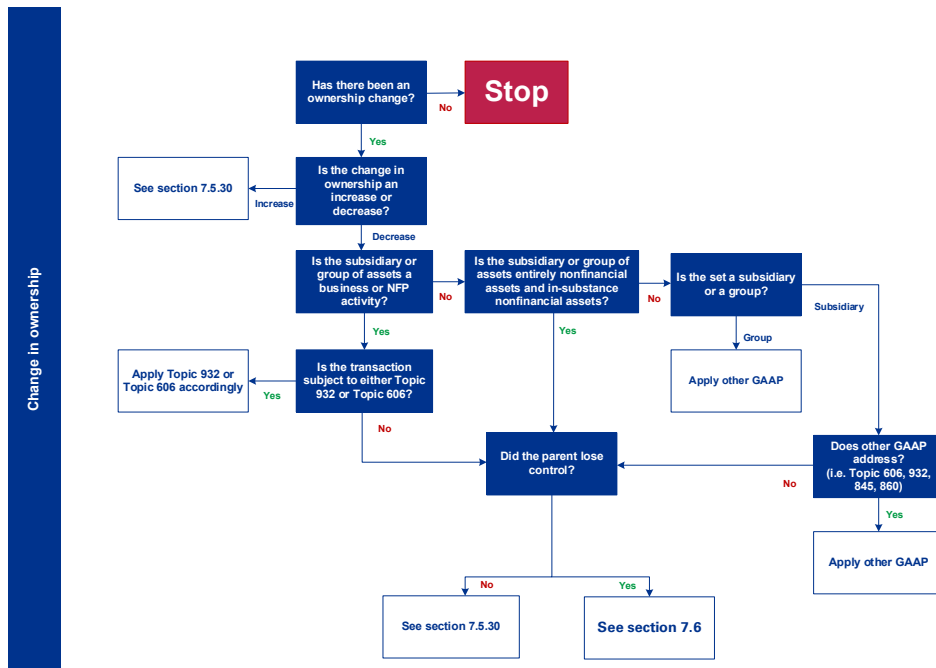 Change in ownership
Has there been an
ownership change?
No
Stop
Yes
See section 7.5.30
Increase
Is the change in
ownership an
increase or
decrease?
Decrease
Is the subsidiary or
group of assets a
business or NFP
activity?
No
Is the subsidiary or group of
assets entirely nonfinancial
assets and in-substance
nonfinancial assets?
No
Is the set a subsidiary
or a group?
Subsidiary
Yes
Yes
Group
Apply Topic 932 or
Topic 606 accordingly
Yes
Is the transaction
subject to either Topic
932 or Topic 606?
Apply other GAAP
No
Did the parent lose
control?
No
Does other GAAP
address?
(i.e. Topic 606, 932,
845, 860)
Yes
Apply other GAAP
No
Yes
See section 7.5.30
See section 7.6